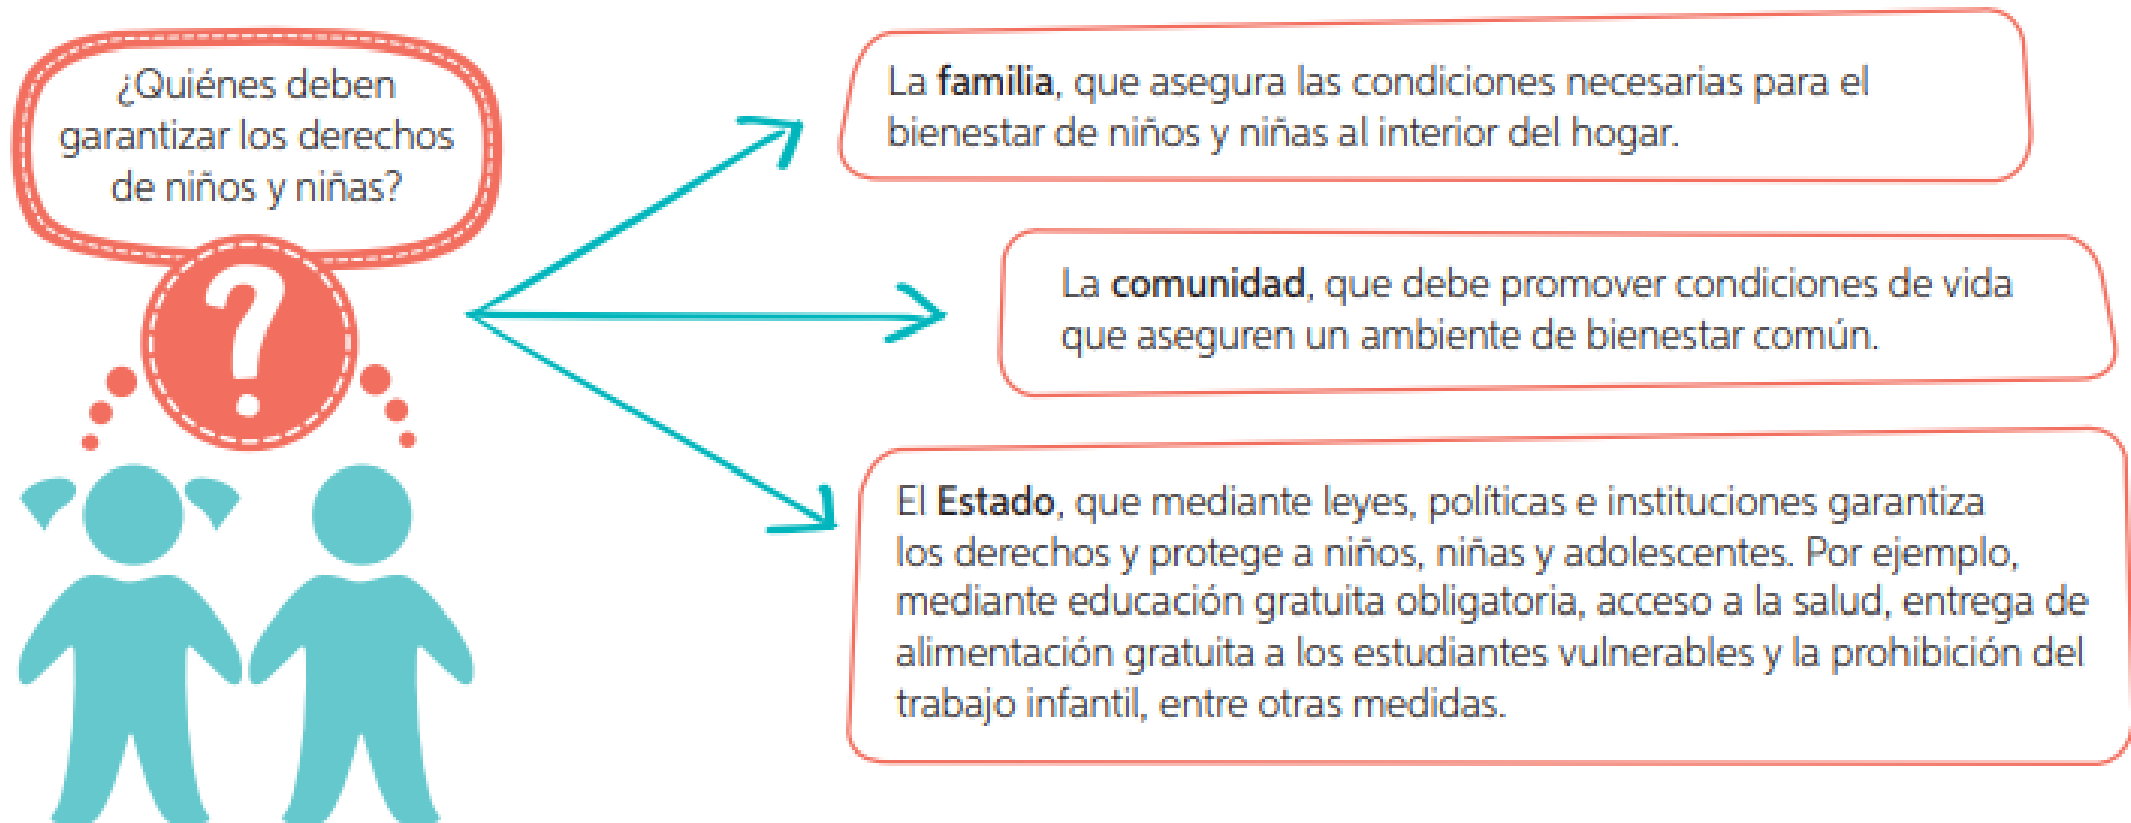 ¿Quiénes deben
garantizar los derechos
de niños y niñas?
?
La familia, que asegura las condiciones necesarias para el
bienestar de niños y niñas al interior del hogar.
La comunidad, que debe promover condiciones de vida
que aseguren un ambiente de bienestar común.
El Estado, que mediante leyes, políticas e instituciones garantiza
los derechos y protege a niños, niñas y adolescentes. Por ejemplo,
mediante educación gratuita obligatoria, acceso a la salud, entrega de
alimentación gratuita a los estudiantes vulnerables y la prohibición del
trabajo infantil, entre otras medidas.